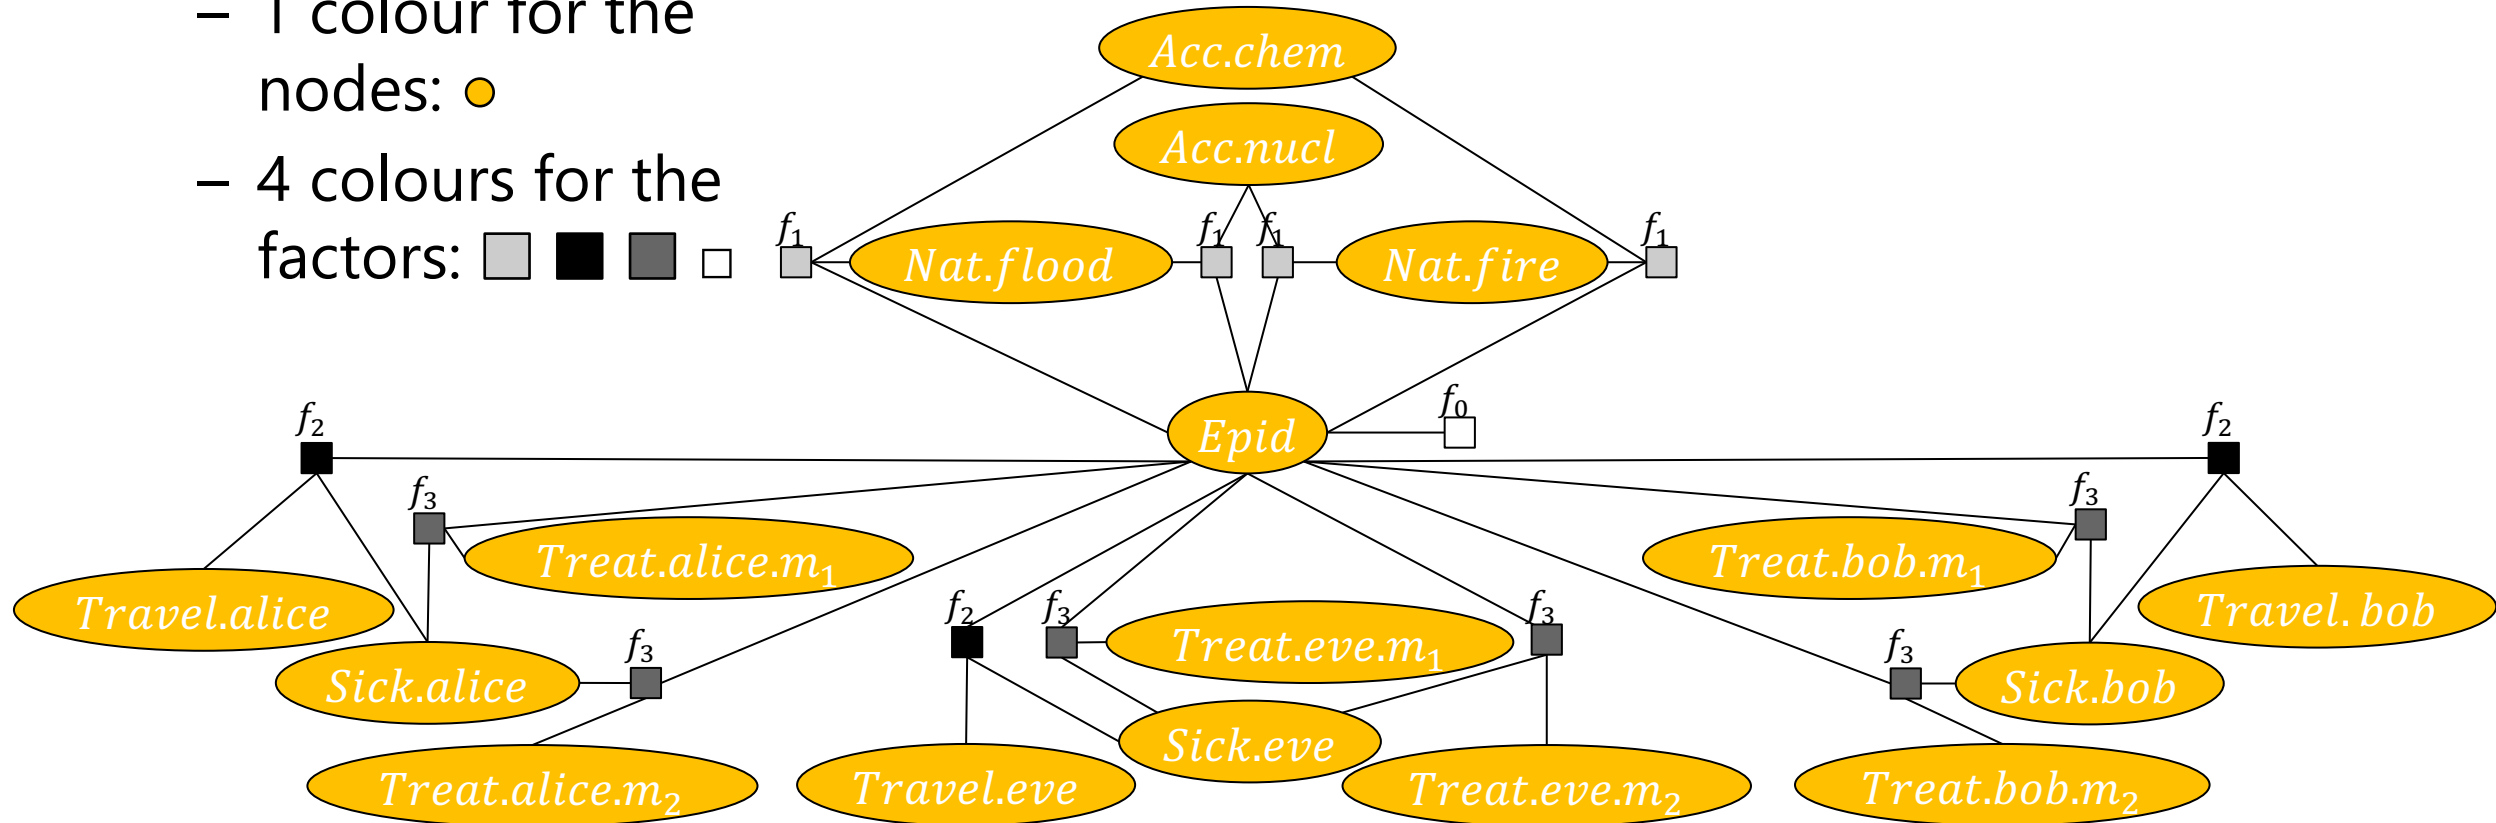 – 1 colour for the
nodes:
– 4 colours for the
factors:
Acc.chem
Acc.nucl
f₁
f₁
f₁
f₁
Nat.flood
Nat.fire
f₂
Epid
f₀
f₂
f₃
f₃
Treat.alice.m₁
Treat.bob.m₁
Travel.alice
Travel.bob
f₂
f₃
f₃
Treat.eve.m₁
f₃
f₃
Sick.alice
Sick.bob
Sick.eve
Treat.alice.m₂
Travel.eve
Treat.eve.m₂
Treat.bob.m₂